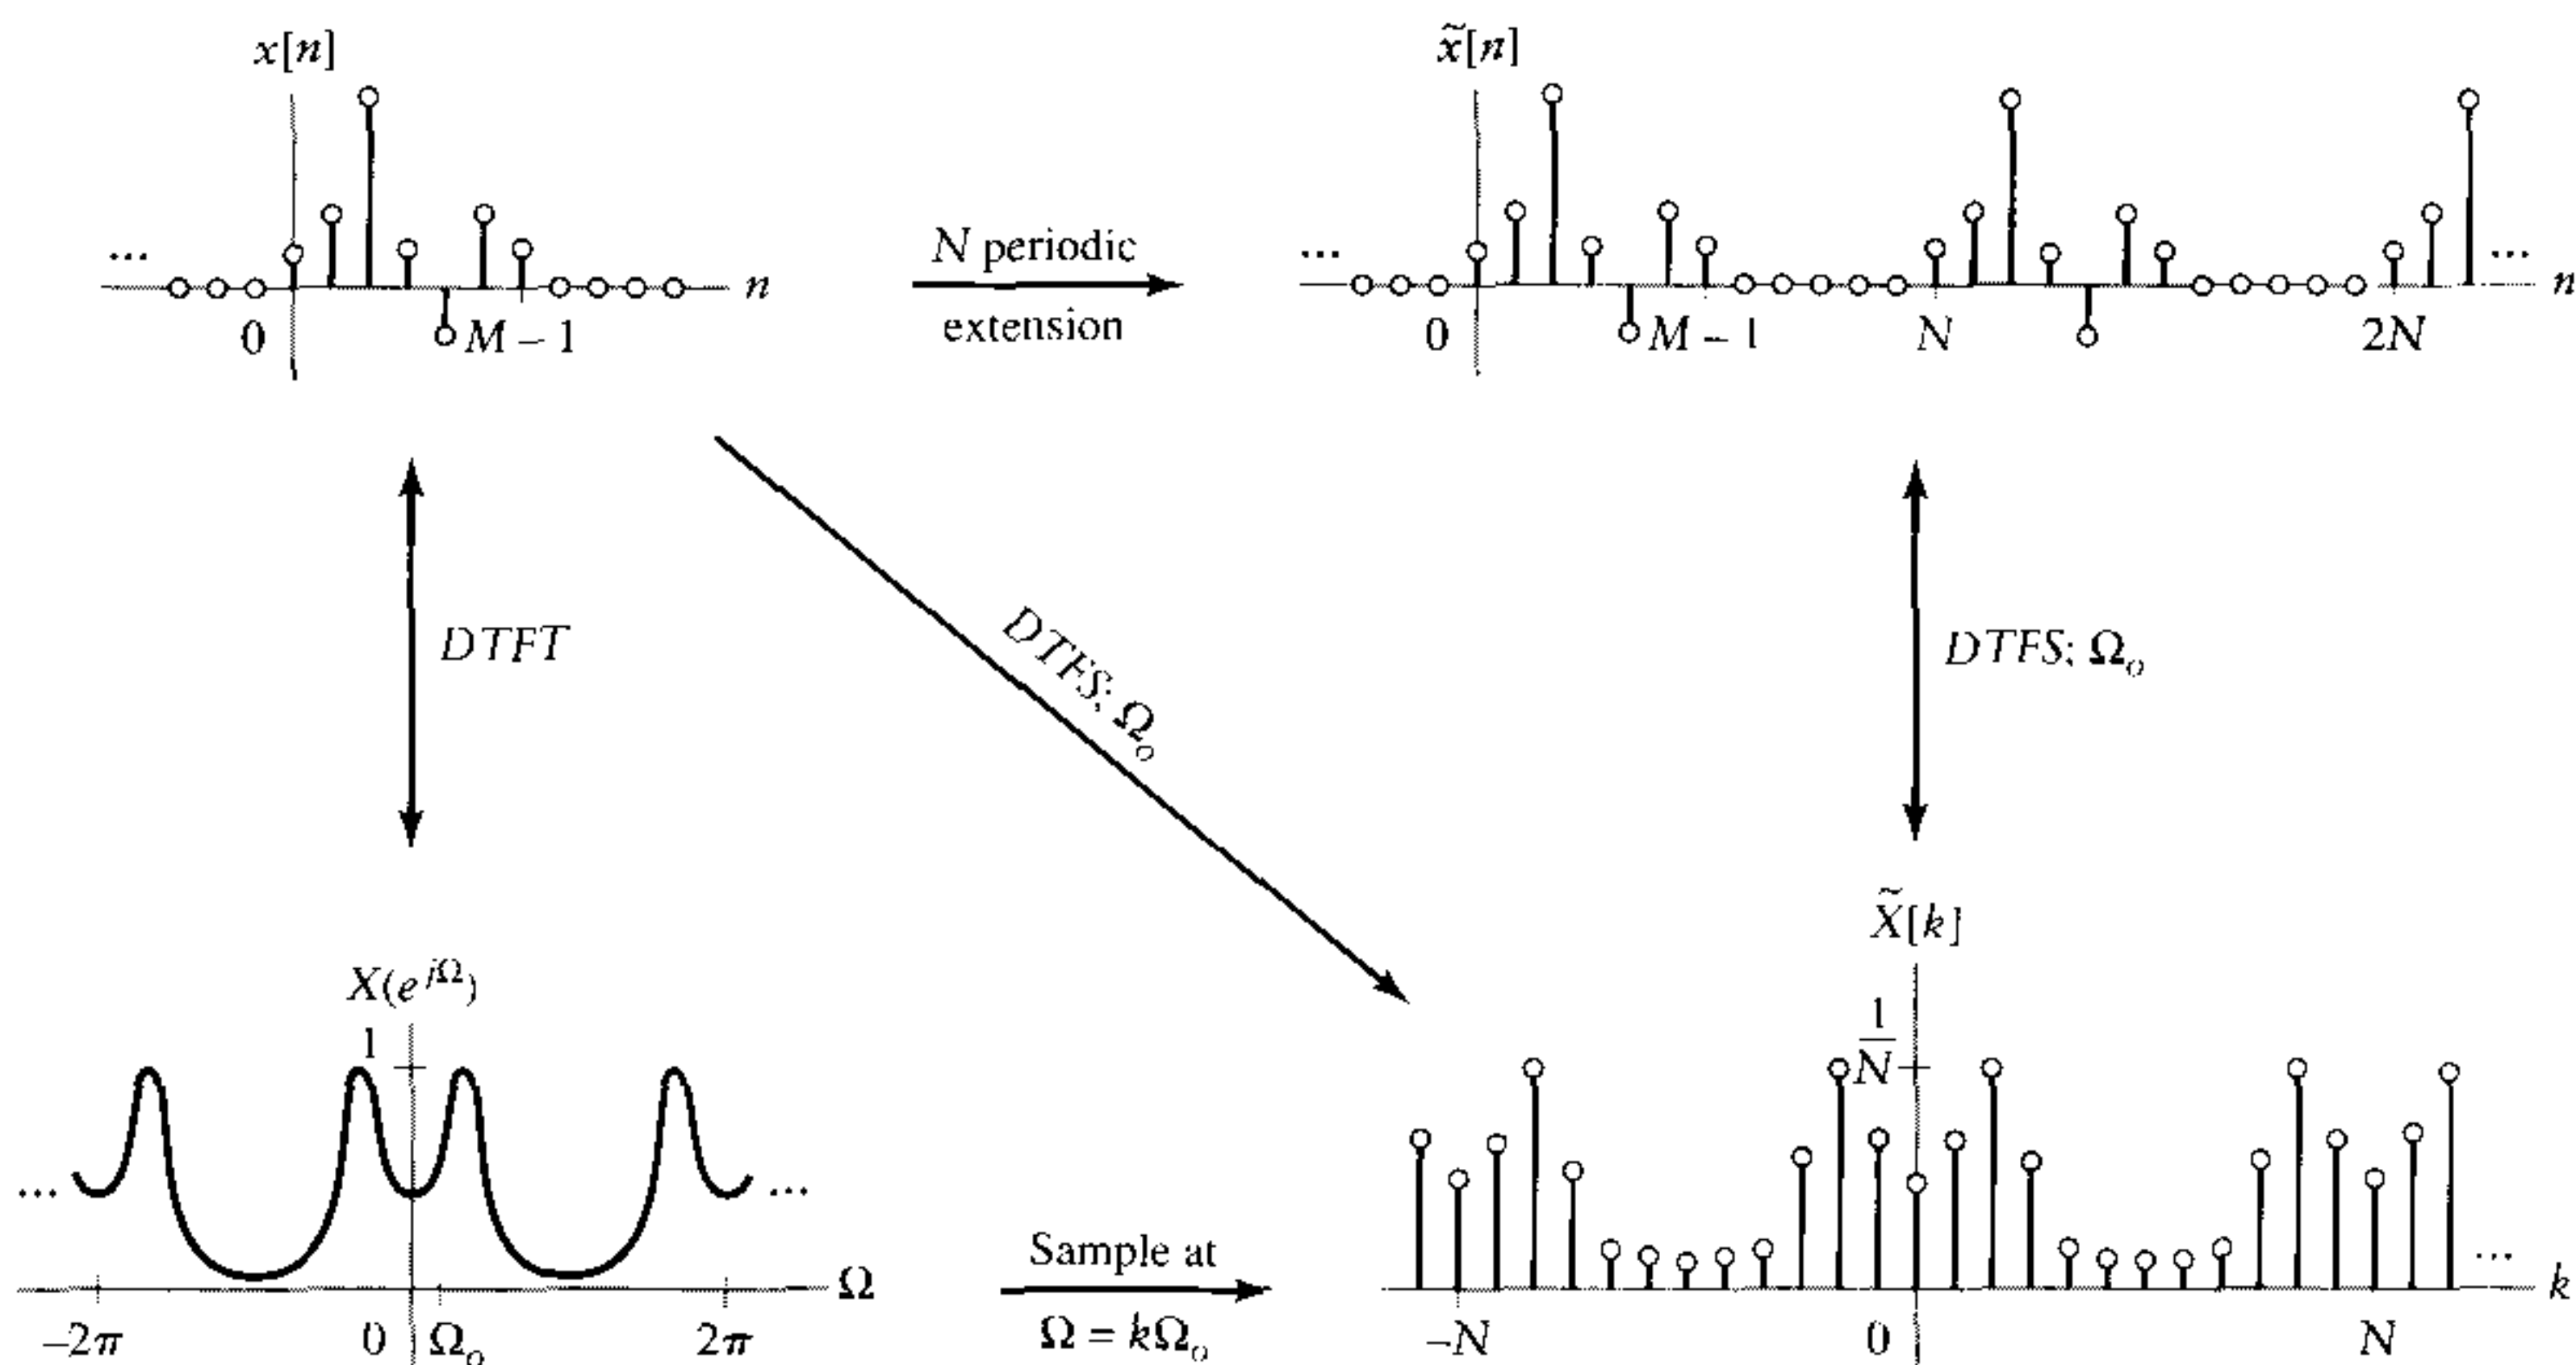 x[n]
x̃[n]
...
n
0
M – 1
N periodic
extension
...
...
n
0
M – 1
N
2N
DTFT
DTFS; Ωₒ
DTFS; Ωₒ
X(e^{jΩ})
1
...
...
Ω
–2π
0
Ωₒ
2π
Sample at
Ω = kΩₒ
X̃[k]
1/N
...
k
–N
0
N